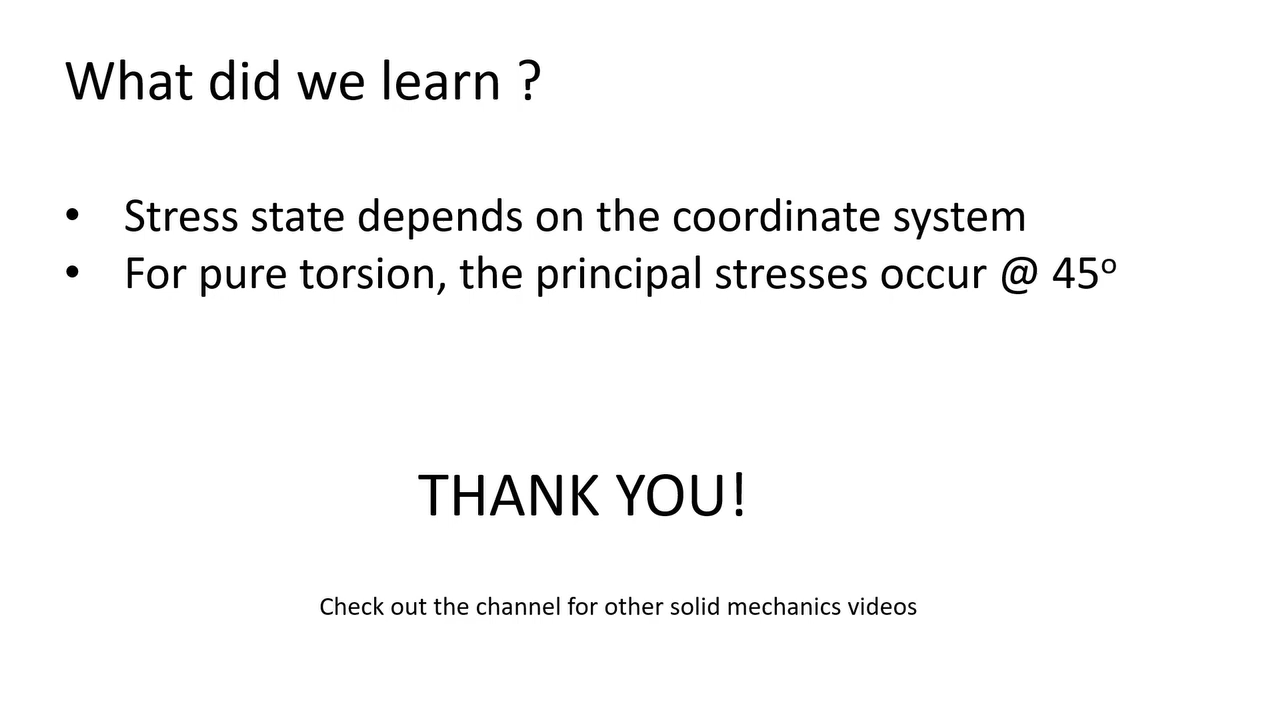 What did we learn ?
• Stress state depends on the coordinate system
• For pure torsion, the principal stresses occur @ 45º
THANK YOU!
Check out the channel for other solid mechanics videos